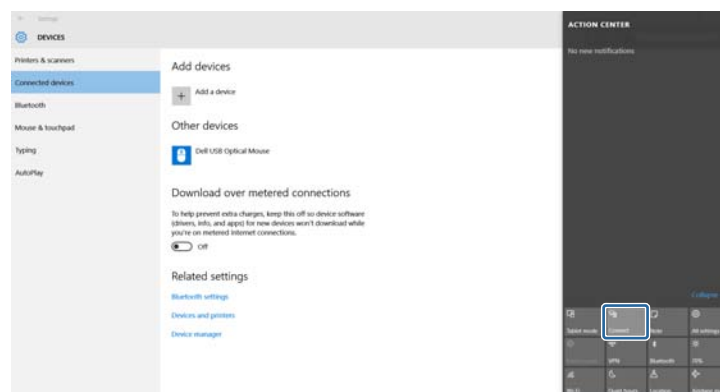 Settings
DEVICES
Printers & scanners
Connected devices
Bluetooth
Mouse & touchpad
Typing
AutoPlay
Add devices
Add a device
Other devices
Dell USB Optical Mouse
Download over metered connections
To help prevent extra charges, keep this off so device software
(drivers, info, and apps) for new devices won't download while
you're on metered Internet connections.
Off
Related settings
Bluetooth settings
Devices and printers
Device manager
ACTION CENTER
No new notifications
Collapse
Tablet mode
Connect
Note
All settings
VPN
Bluetooth
70%
Wi-Fi
Quiet hours
Location